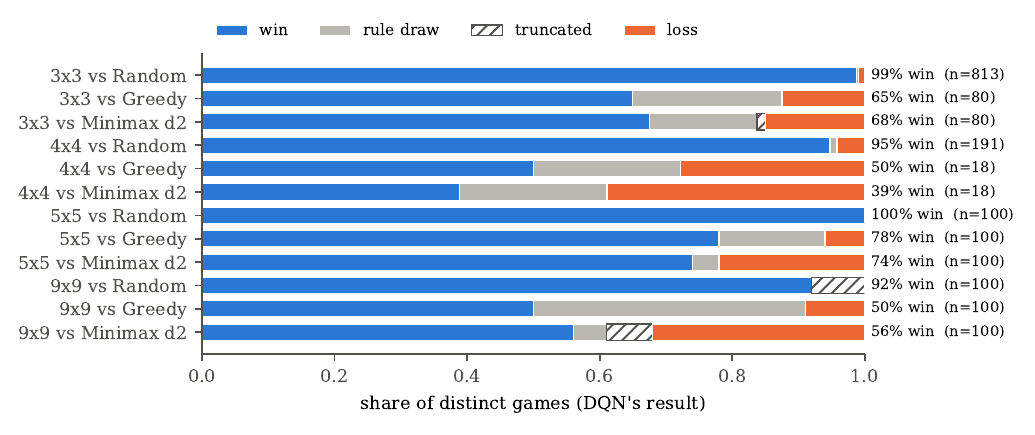 win rule draw truncated loss
3x3 vs Random 99% win (n=813)
3x3 vs Greedy 65% win (n=80)
3x3 vs Minimax d2 68% win (n=80)
4x4 vs Random 95% win (n=191)
4x4 vs Greedy 50% win (n=18)
4x4 vs Minimax d2 39% win (n=18)
5x5 vs Random 100% win (n=100)
5x5 vs Greedy 78% win (n=100)
5x5 vs Minimax d2 74% win (n=100)
9x9 vs Random 92% win (n=100)
9x9 vs Greedy 50% win (n=100)
9x9 vs Minimax d2 56% win (n=100)
0.0 0.2 0.4 0.6 0.8 1.0
share of distinct games (DQN's result)